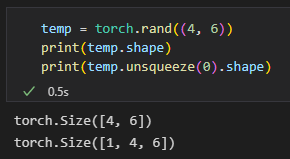 temp = torch.rand((4, 6))
print(temp.shape)
print(temp.unsqueeze(0).shape)
✓ 0.5s
torch.Size([4, 6])
torch.Size([1, 4, 6])